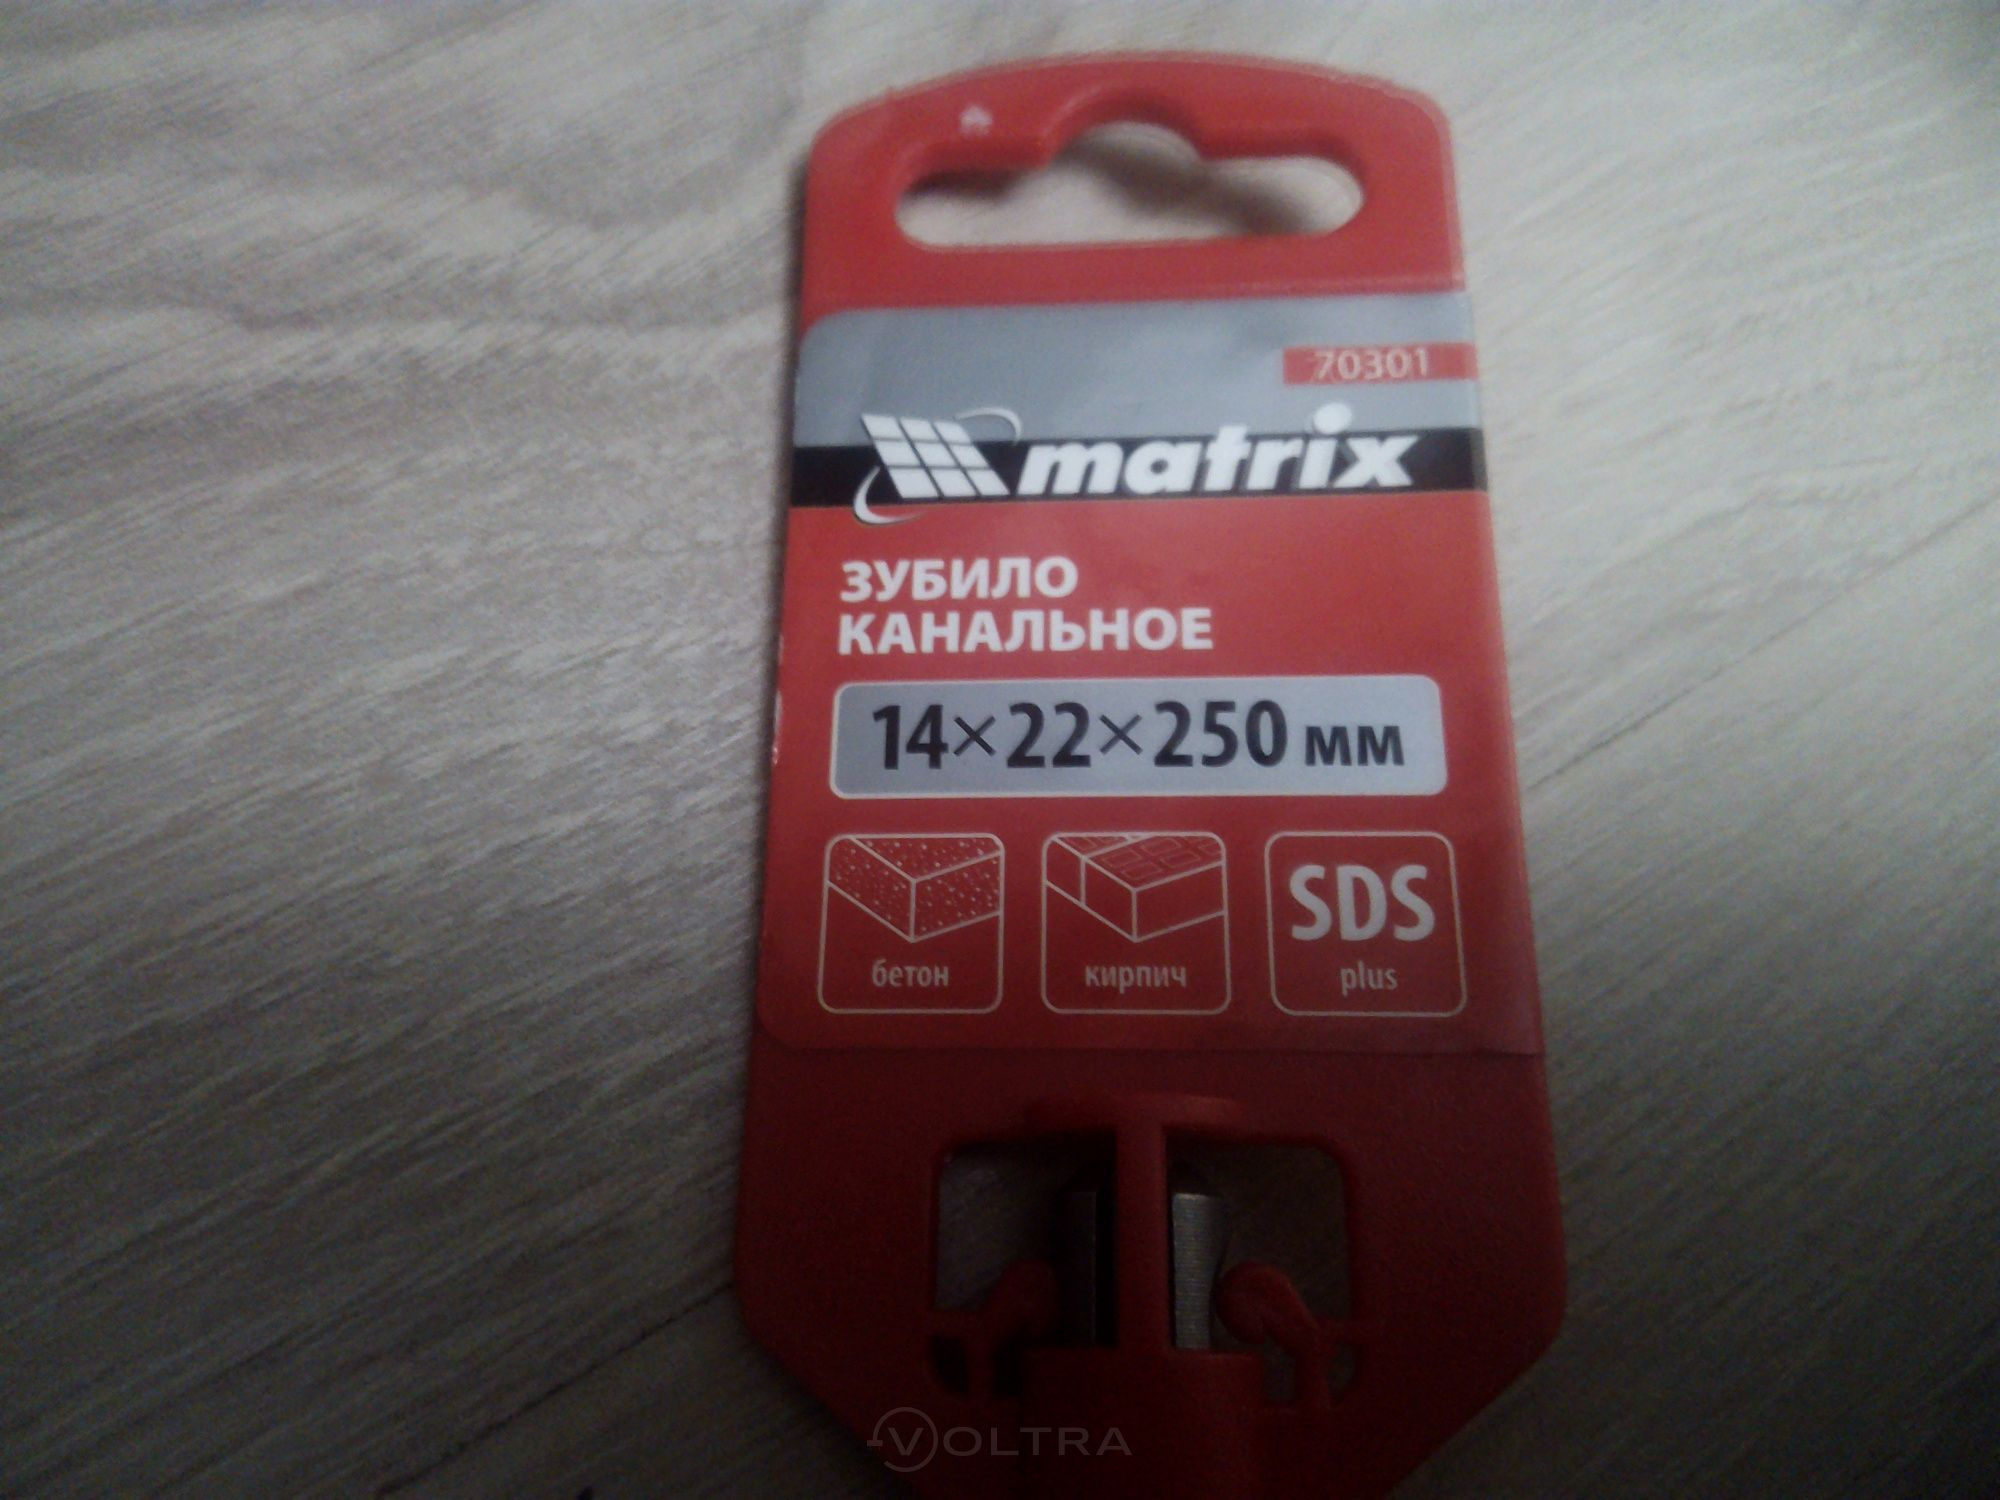 70301
matrix
ЗУБИЛО
КАНАЛЬНОЕ
14×22×250 мм
бетон
кирпич
SDS
plus
VOLTRA